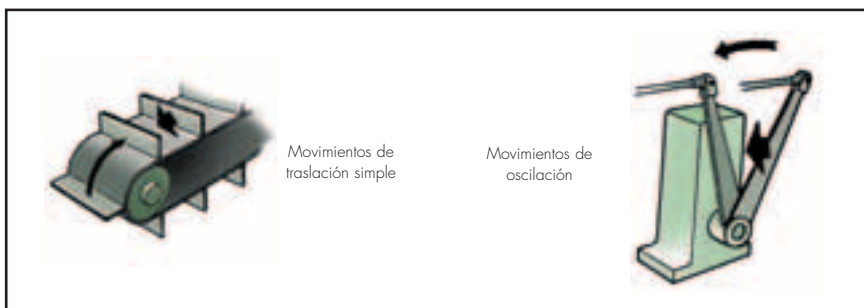 Movimientos de
traslación simple
Movimientos de
oscilación